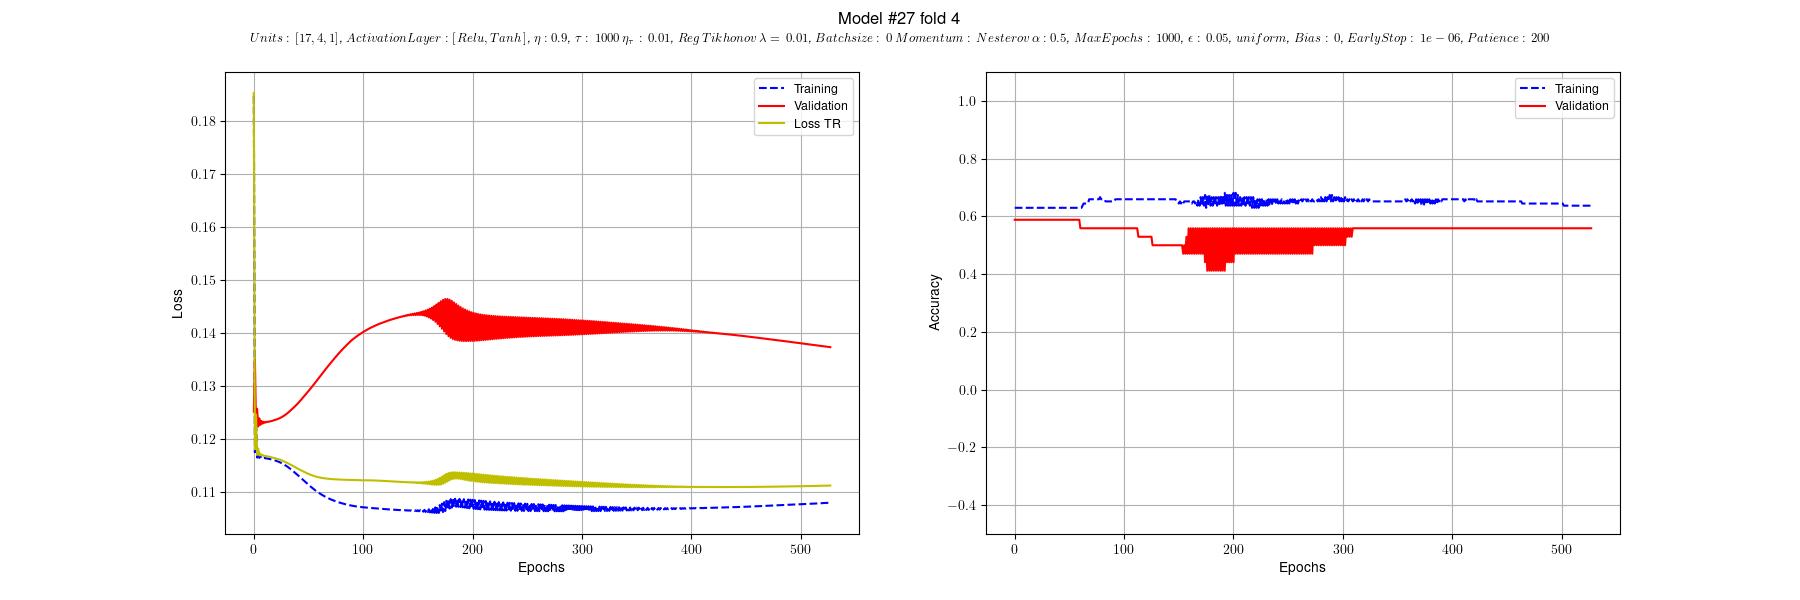 Model #27 fold 4
Units : [17, 4, 1], ActivationLayer : [Relu, Tanh], η : 0.9, τ : 1000 η_τ : 0.01, Reg Tikhonov λ = 0.01, Batchsize : 0 Momentum : Nesterov α : 0.5, MaxEpochs : 1000, ϵ : 0.05, uniform, Bias : 0, EarlyStop : 1e − 06, Patience : 200
Loss
0.18
0.17
0.16
0.15
0.14
0.13
0.12
0.11
Training
Validation
Loss TR
0 100 200 300 400 500
Epochs
Accuracy
1.0
0.8
0.6
0.4
0.2
0.0
−0.2
−0.4
Training
Validation
0 100 200 300 400 500
Epochs